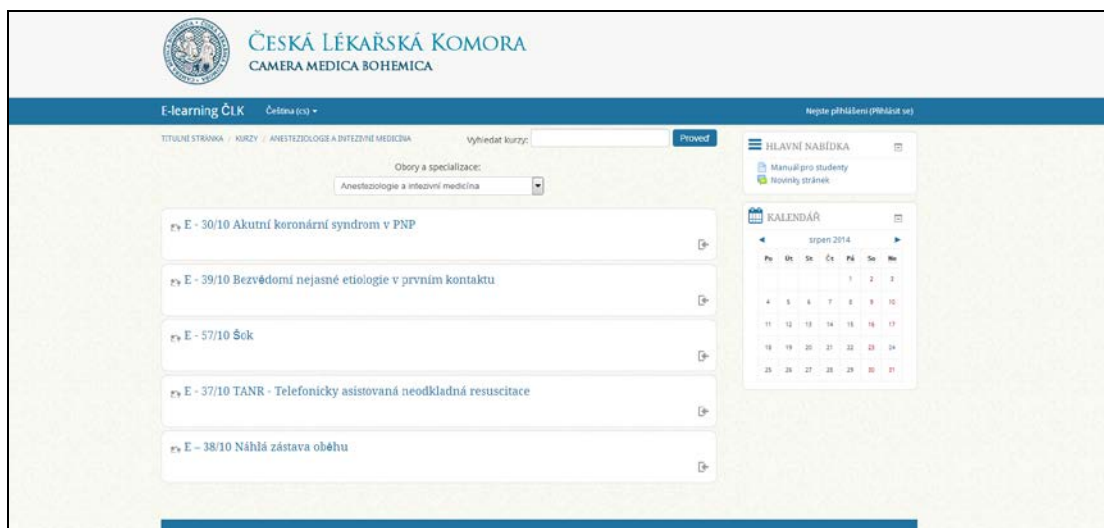 ČESKÁ LÉKAŘSKÁ KOMORA
CAMERA MEDICA BOHEMICA
E-learning ČLK Čeština (cs)
Nejste přihlášeni (Přihlásit se)
TITULNÍ STRÁNKA / KURZY / ANESTEZIOLOGIE A INTEZIVNÍ MEDICÍNA
Vyhledat kurzy: Proveď
Obory a specializace:
Anesteziologie a intezivní medicína
E - 30/10 Akutní koronární syndrom v PNP
E - 39/10 Bezvědomí nejasné etiologie v prvním kontaktu
E - 57/10 Šok
E - 37/10 TANR - Telefonicky asistovaná neodkladná resuscitace
E – 38/10 Náhlá zástava oběhu
HLAVNÍ NABÍDKA
Manuál pro studenty
Novinky stránek
KALENDÁŘ
srpen 2014
Po Út St Čt Pá So Ne
1 2 3
4 5 6 7 8 9 10
11 12 13 14 15 16 17
18 19 20 21 22 23 24
25 26 27 28 29 30 31